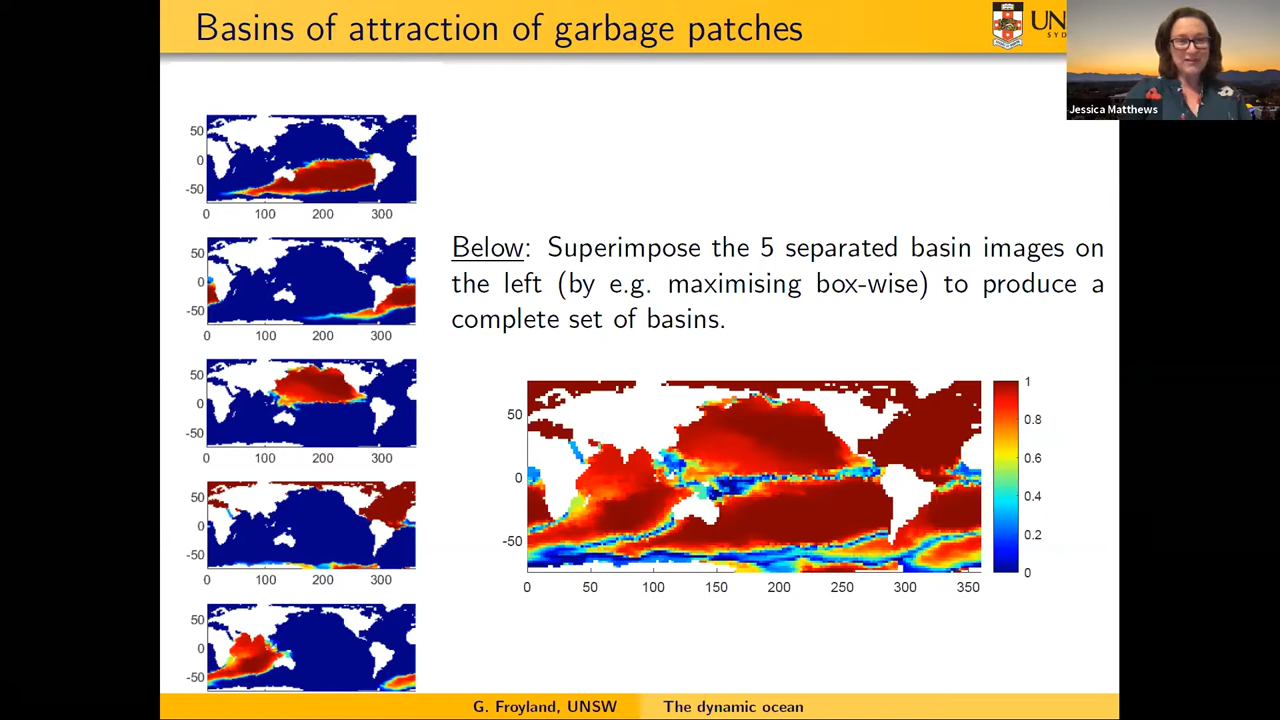 Basins of attraction of garbage patches
UN
SYD
Jessica Matthews
50
0
-50
0 100 200 300
50
0
-50
0 100 200 300
50
0
-50
0 100 200 300
50
0
-50
0 100 200 300
50
0
-50
Below: Superimpose the 5 separated basin images on
the left (by e.g. maximising box-wise) to produce a
complete set of basins.
50
0
-50
0 50 100 150 200 250 300 350
1
0.8
0.6
0.4
0.2
0
G. Froyland, UNSW The dynamic ocean